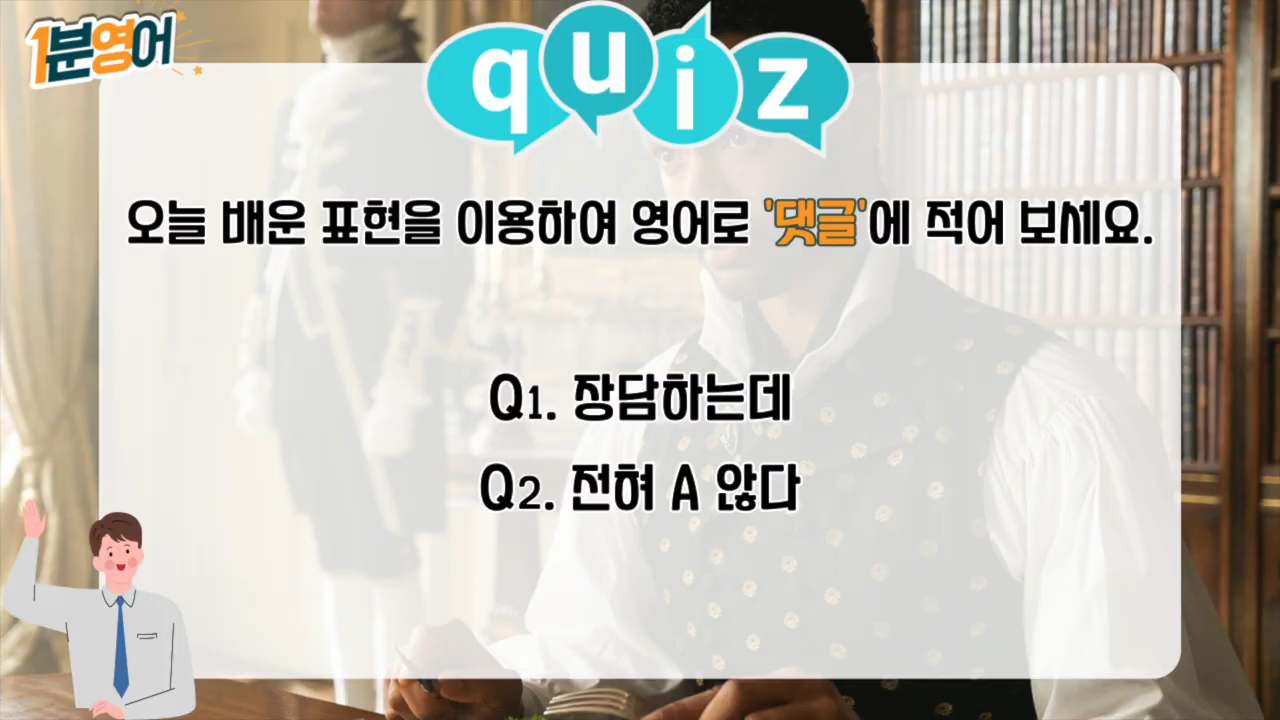 1분영어
quiz
오늘 배운 표현을 이용하여 영어로 '댓글'에 적어 보세요.
Q1. 장담하는데
Q2. 전혀 A 않다